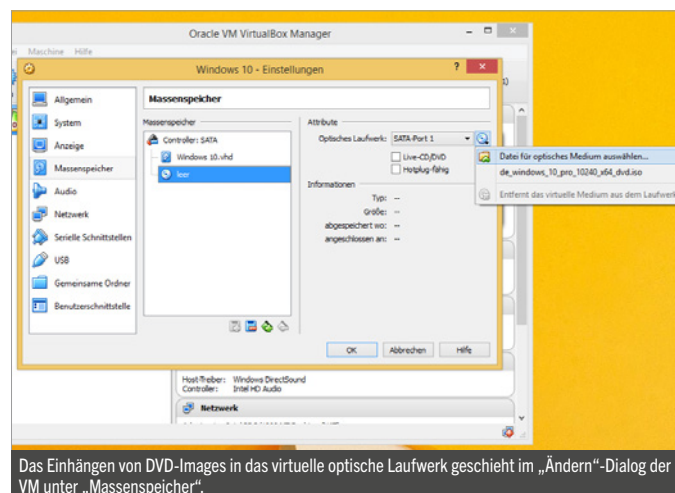 Oracle VM VirtualBox Manager
Maschine Hilfe
Windows 10 - Einstellungen
Allgemein
System
Anzeige
Massenspeicher
Audio
Netzwerk
Serielle Schnittstellen
USB
Gemeinsame Ordner
Benutzerschnittstelle
Massenspeicher
Massenspeicher
Controller: SATA
Windows 10.vhd
leer
Attribute
Optisches Laufwerk: SATA-Port 1
Live-CD/DVD
Hotplug-fähig
Informationen
Typ: --
Größe: --
abgespeichert wo: --
angeschlossen an: --
Datei für optisches Medium auswählen...
de_windows_10_pro_10240_x64_dvd.iso
Entfernt das virtuelle Medium aus dem Laufwerk
OK Abbrechen Hilfe
Host-Treiber: Windows DirectSound
Controller: Intel HD Audio
Netzwerk
Das Einhängen von DVD-Images in das virtuelle optische Laufwerk geschieht im „Ändern“-Dialog der
VM unter „Massenspeicher“.